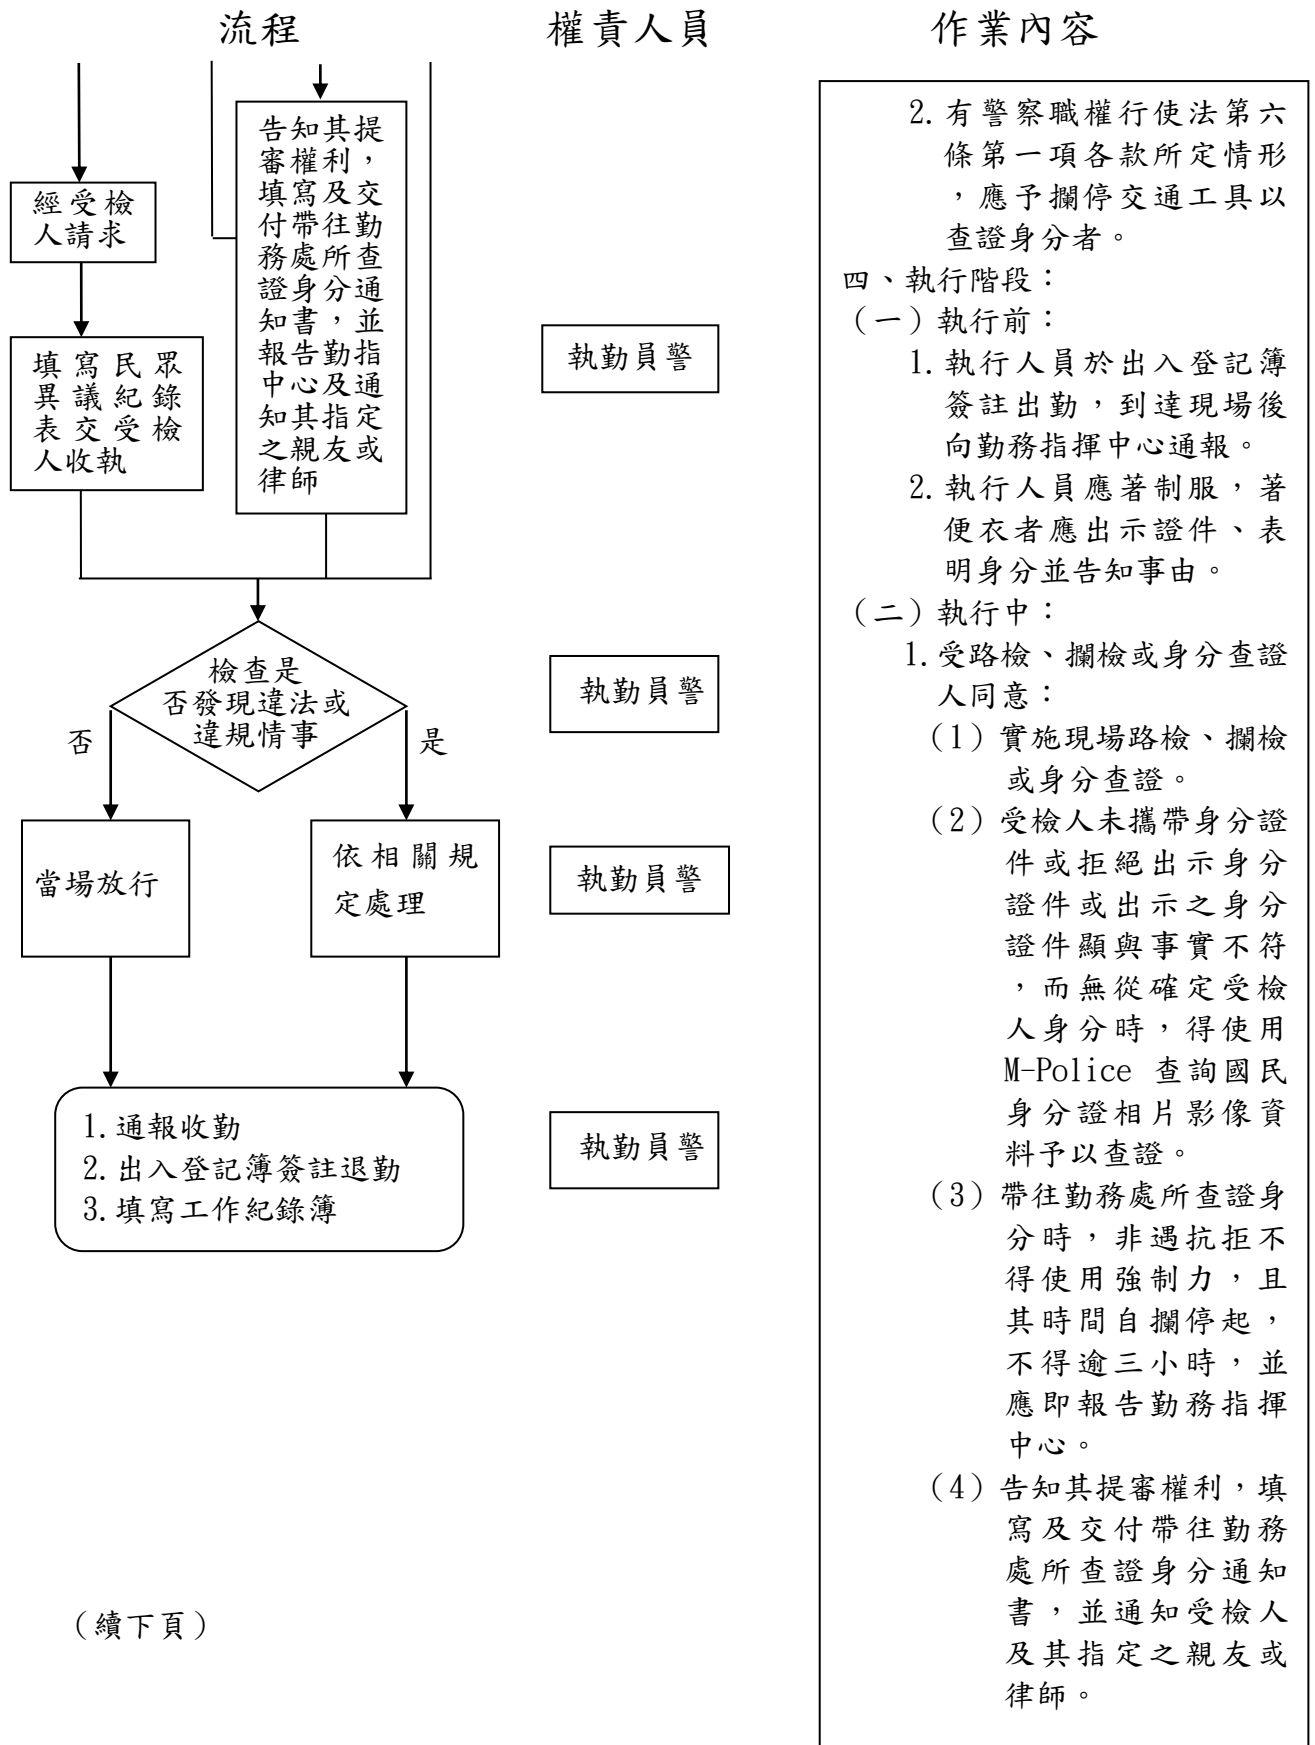 流程
權責人員
作業內容
經受檢
人請求
填寫民眾
異議紀錄
表交受檢
人收執
告知其提
審權利，
填寫及交
付帶往勤
務處所查
證身分通
知書，並
報告勤指
中心及通
知其指定
之親友或
律師
執勤員警
檢查是
否發現違法或
違規情事
否
是
執勤員警
當場放行
依相關規
定處理
執勤員警
1.通報收勤
2.出入登記簿簽註退勤
3.填寫工作紀錄簿
執勤員警
（續下頁）
2.有警察職權行使法第六
條第一項各款所定情形
，應予攔停交通工具以
查證身分者。
四、執行階段：
（一）執行前：
1.執行人員於出入登記簿
簽註出勤，到達現場後
向勤務指揮中心通報。
2.執行人員應著制服，著
便衣者應出示證件、表
明身分並告知事由。
（二）執行中：
1.受路檢、攔檢或身分查證
人同意：
（1）實施現場路檢、攔檢
或身分查證。
（2）受檢人未攜帶身分證
件或拒絕出示身分
證件或出示之身分
證件顯與事實不符
，而無從確定受檢
人身分時，得使用
M-Police 查詢國民
身分證相片影像資
料予以查證。
（3）帶往勤務處所查證身
分時，非遇抗拒不
得使用強制力，且
其時間自攔停起，
不得逾三小時，並
應即報告勤務指揮
中心。
（4）告知其提審權利，填
寫及交付帶往勤務
處所查證身分通知
書，並通知受檢人
及其指定之親友或
律師。